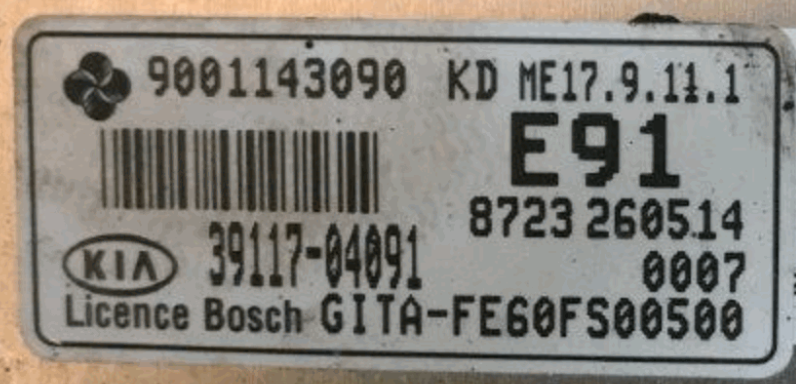 9001143090 KD ME17.9.11.1
E91
8723 260514
KIA 39117-04091 0007
Licence Bosch GITA-FE60FS00500